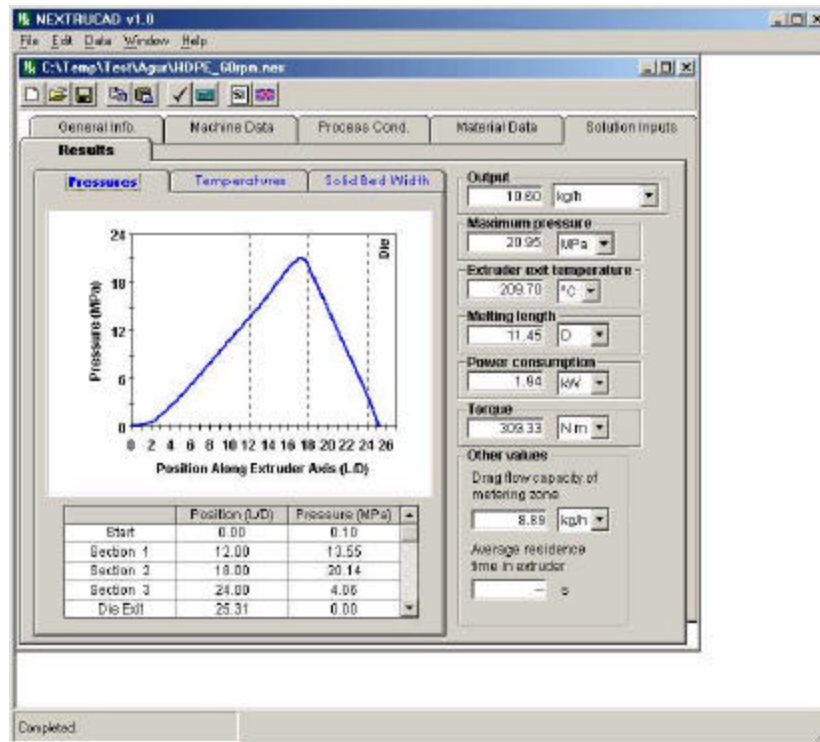 NEXTRUCAD v1.0
File Edit Data Window Help
C:\Temp\Test\Agur\HDPE_60rpm.nex
General Info. Machine Data Process Cond. Material Data Solution Inputs
Results
Pressures Temperatures Solid Bed Width
Output
10.60 kg/h
Maximum pressure
20.95 MPa
Extruder exit temperature
209.70 °C
Melting length
11.45 D
Power consumption
1.94 kW
Torque
309.33 N.m
Other values
Drag flow capacity of
metering zone
8.89 kg/h
Average residence
time in extruder
-- s
Die
Pressure (MPa)
24
18
12
6
0
0 2 4 6 8 10 12 14 16 18 20 22 24 26
Position Along Extruder Axis (L/D)
Position (L/D) Pressure (MPa)
Start 0.00 0.10
Section 1 12.00 13.55
Section 2 18.00 20.14
Section 3 24.00 4.06
Die Exit 25.31 0.00
Completed.